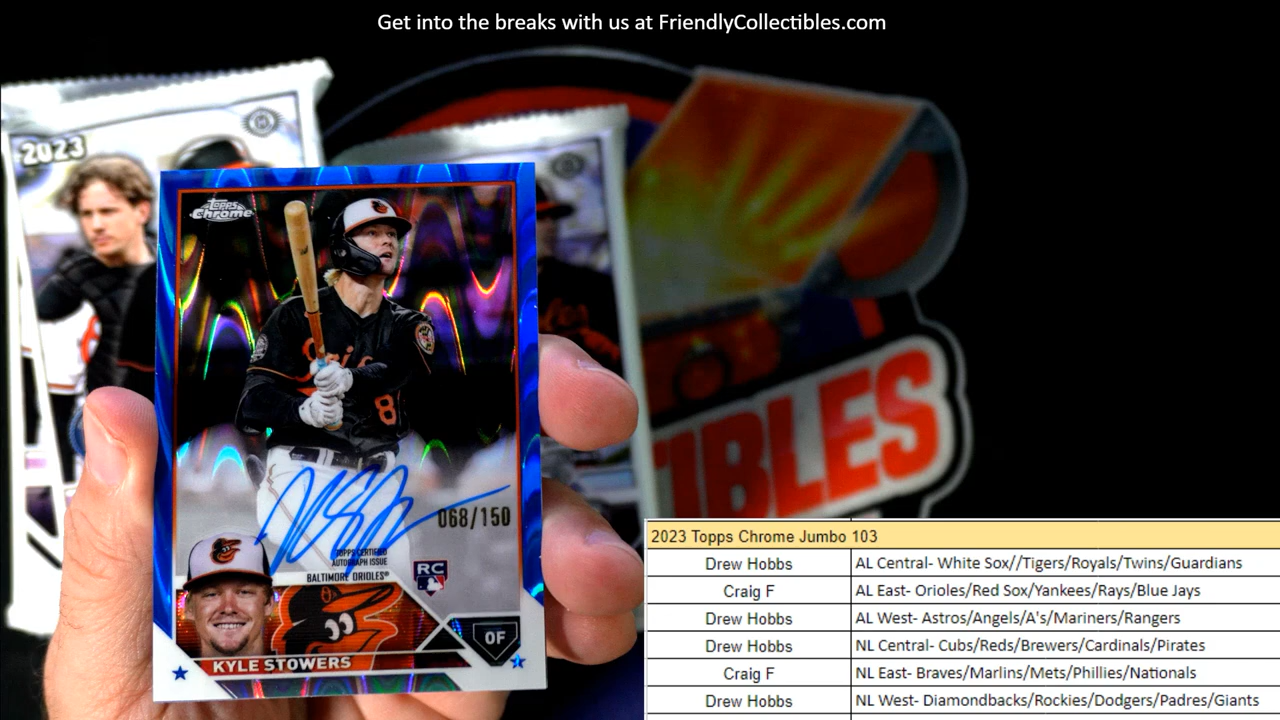 Get into the breaks with us at FriendlyCollectibles.com
2023
Topps
Chrome
8
068/150
TOPPS CERTIFIED
AUTOGRAPH ISSUE
BALTIMORE ORIOLES®
RC
OF
KYLE STOWERS
IBLES
2023 Topps Chrome Jumbo 103
Drew Hobbs AL Central- White Sox//Tigers/Royals/Twins/Guardians
Craig F AL East- Orioles/Red Sox/Yankees/Rays/Blue Jays
Drew Hobbs AL West- Astros/Angels/A's/Mariners/Rangers
Drew Hobbs NL Central- Cubs/Reds/Brewers/Cardinals/Pirates
Craig F NL East- Braves/Marlins/Mets/Phillies/Nationals
Drew Hobbs NL West- Diamondbacks/Rockies/Dodgers/Padres/Giants